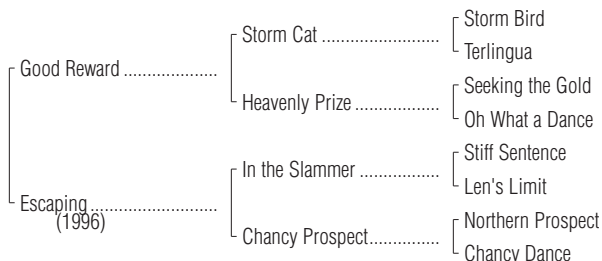 Storm Bird
Storm Cat ......................
Terlingua
Good Reward ....................
Seeking the Gold
Heavenly Prize ..................
Oh What a Dance
Stiff Sentence
In the Slammer .................
Len's Limit
Escaping...........................
(1996)
Northern Prospect
Chancy Prospect...............
Chancy Dance